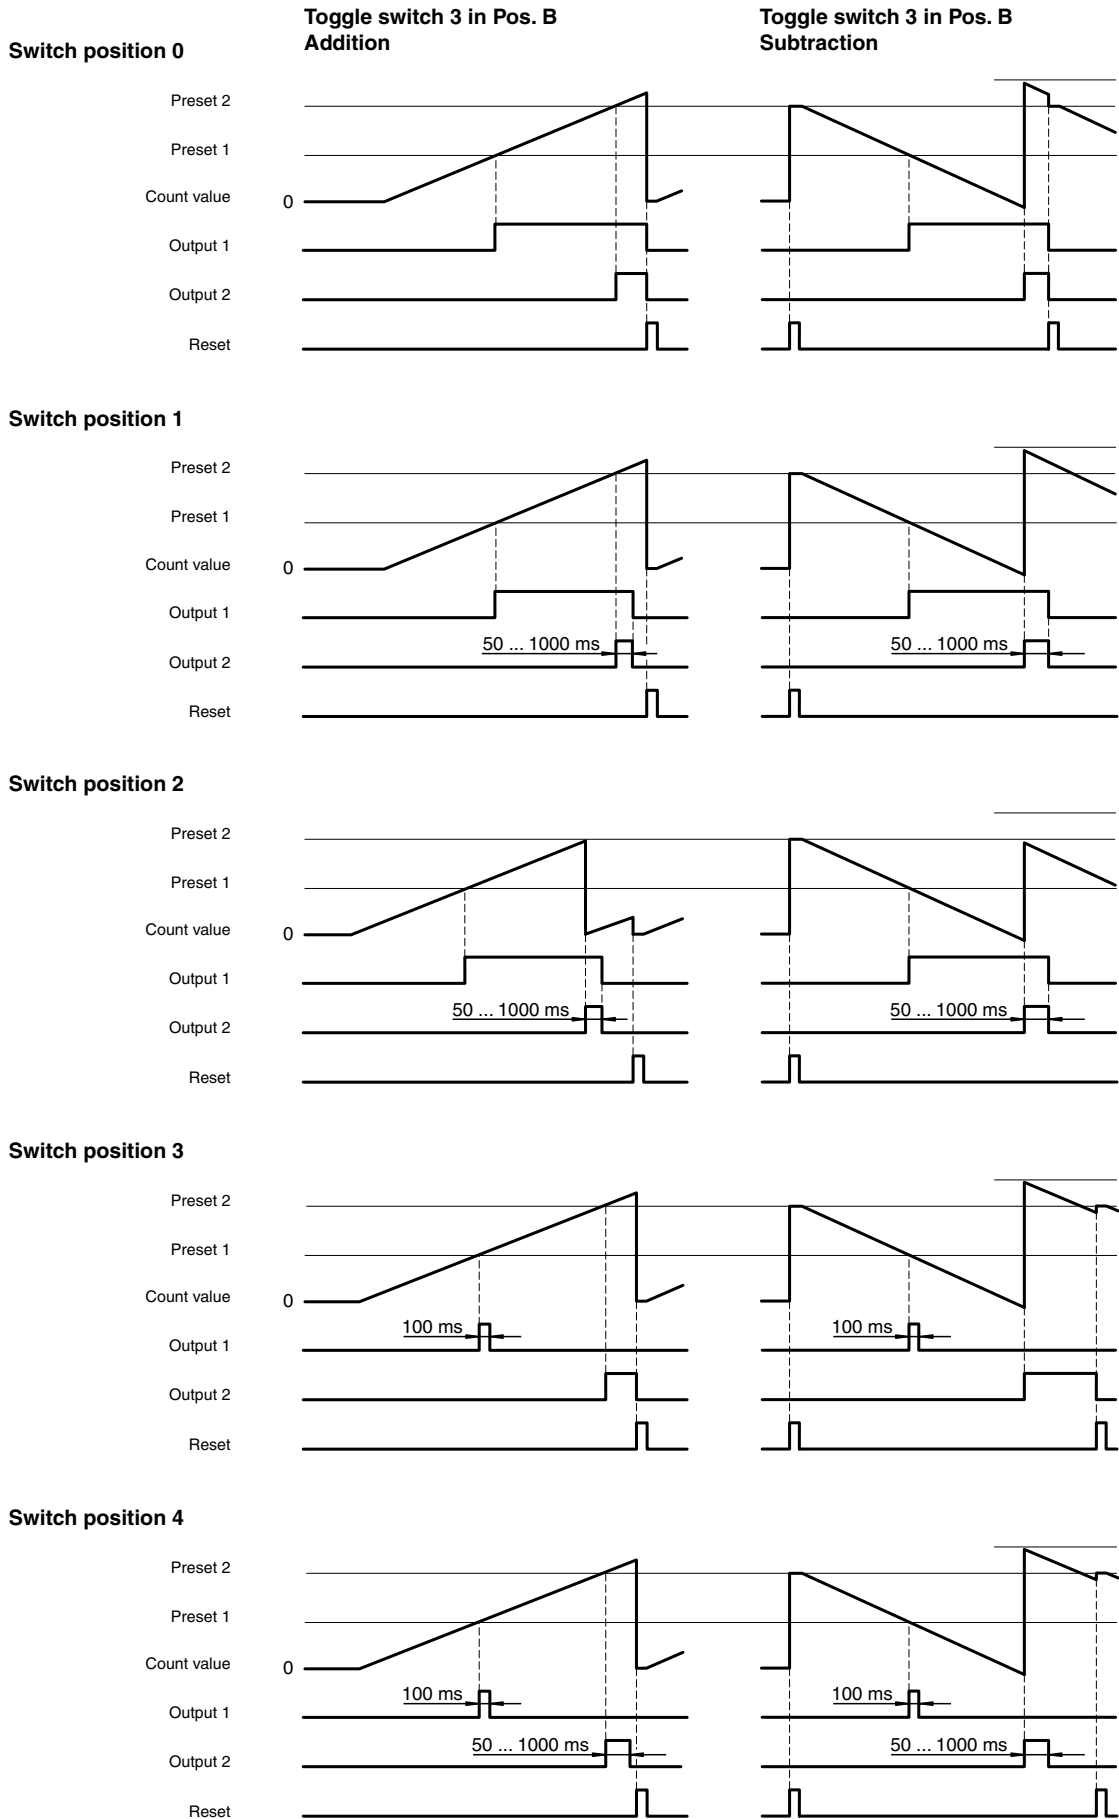 Toggle switch 3 in Pos. B
Addition
Toggle switch 3 in Pos. B
Subtraction
Switch position 0
Preset 2
Preset 1
Count value
0
Output 1
Output 2
Reset
Switch position 1
Preset 2
Preset 1
Count value
0
Output 1
50 ... 1000 ms
50 ... 1000 ms
Output 2
Reset
Switch position 2
Preset 2
Preset 1
Count value
0
Output 1
50 ... 1000 ms
50 ... 1000 ms
Output 2
Reset
Switch position 3
Preset 2
Preset 1
Count value
0
100 ms
100 ms
Output 1
Output 2
Reset
Switch position 4
Preset 2
Preset 1
Count value
0
100 ms
100 ms
Output 1
50 ... 1000 ms
50 ... 1000 ms
Output 2
Reset